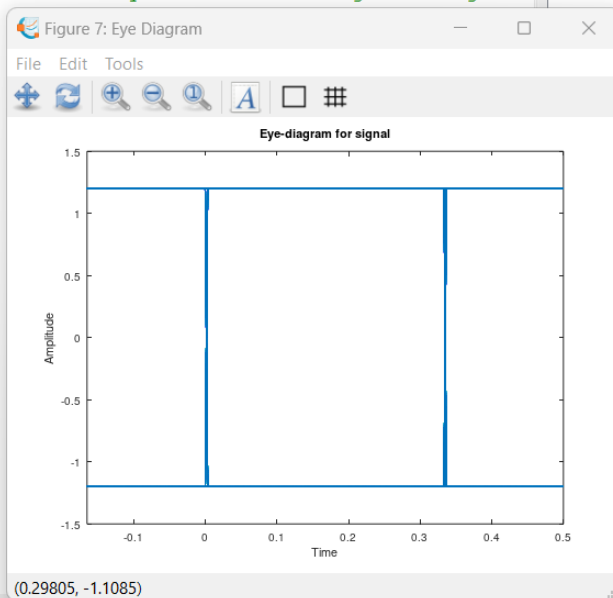 Figure 7: Eye Diagram
File Edit Tools
A
Eye-diagram for signal
1.5
1
0.5
0
-0.5
-1
-1.5
Amplitude
-0.1 0 0.1 0.2 0.3 0.4 0.5
Time
(0.29805, -1.1085)